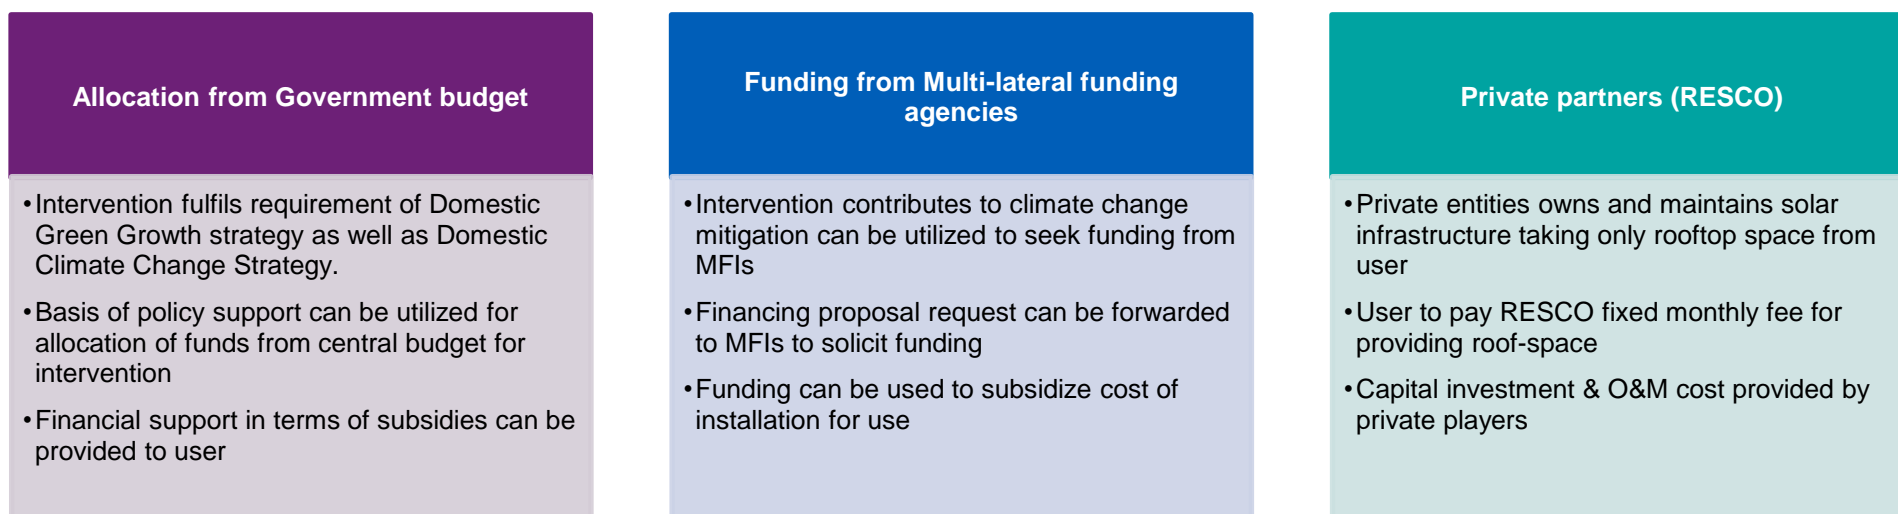 Allocation from Government budget
•Intervention fulfils requirement of Domestic
Green Growth strategy as well as Domestic
Climate Change Strategy.
•Basis of policy support can be utilized for
allocation of funds from central budget for
intervention
•Financial support in terms of subsidies can be
provided to user
Funding from Multi-lateral funding
agencies
•Intervention contributes to climate change
mitigation can be utilized to seek funding from
MFIs
•Financing proposal request can be forwarded
to MFIs to solicit funding
•Funding can be used to subsidize cost of
installation for use
Private partners (RESCO)
•Private entities owns and maintains solar
infrastructure taking only rooftop space from
user
•User to pay RESCO fixed monthly fee for
providing roof-space
•Capital investment & O&M cost provided by
private players